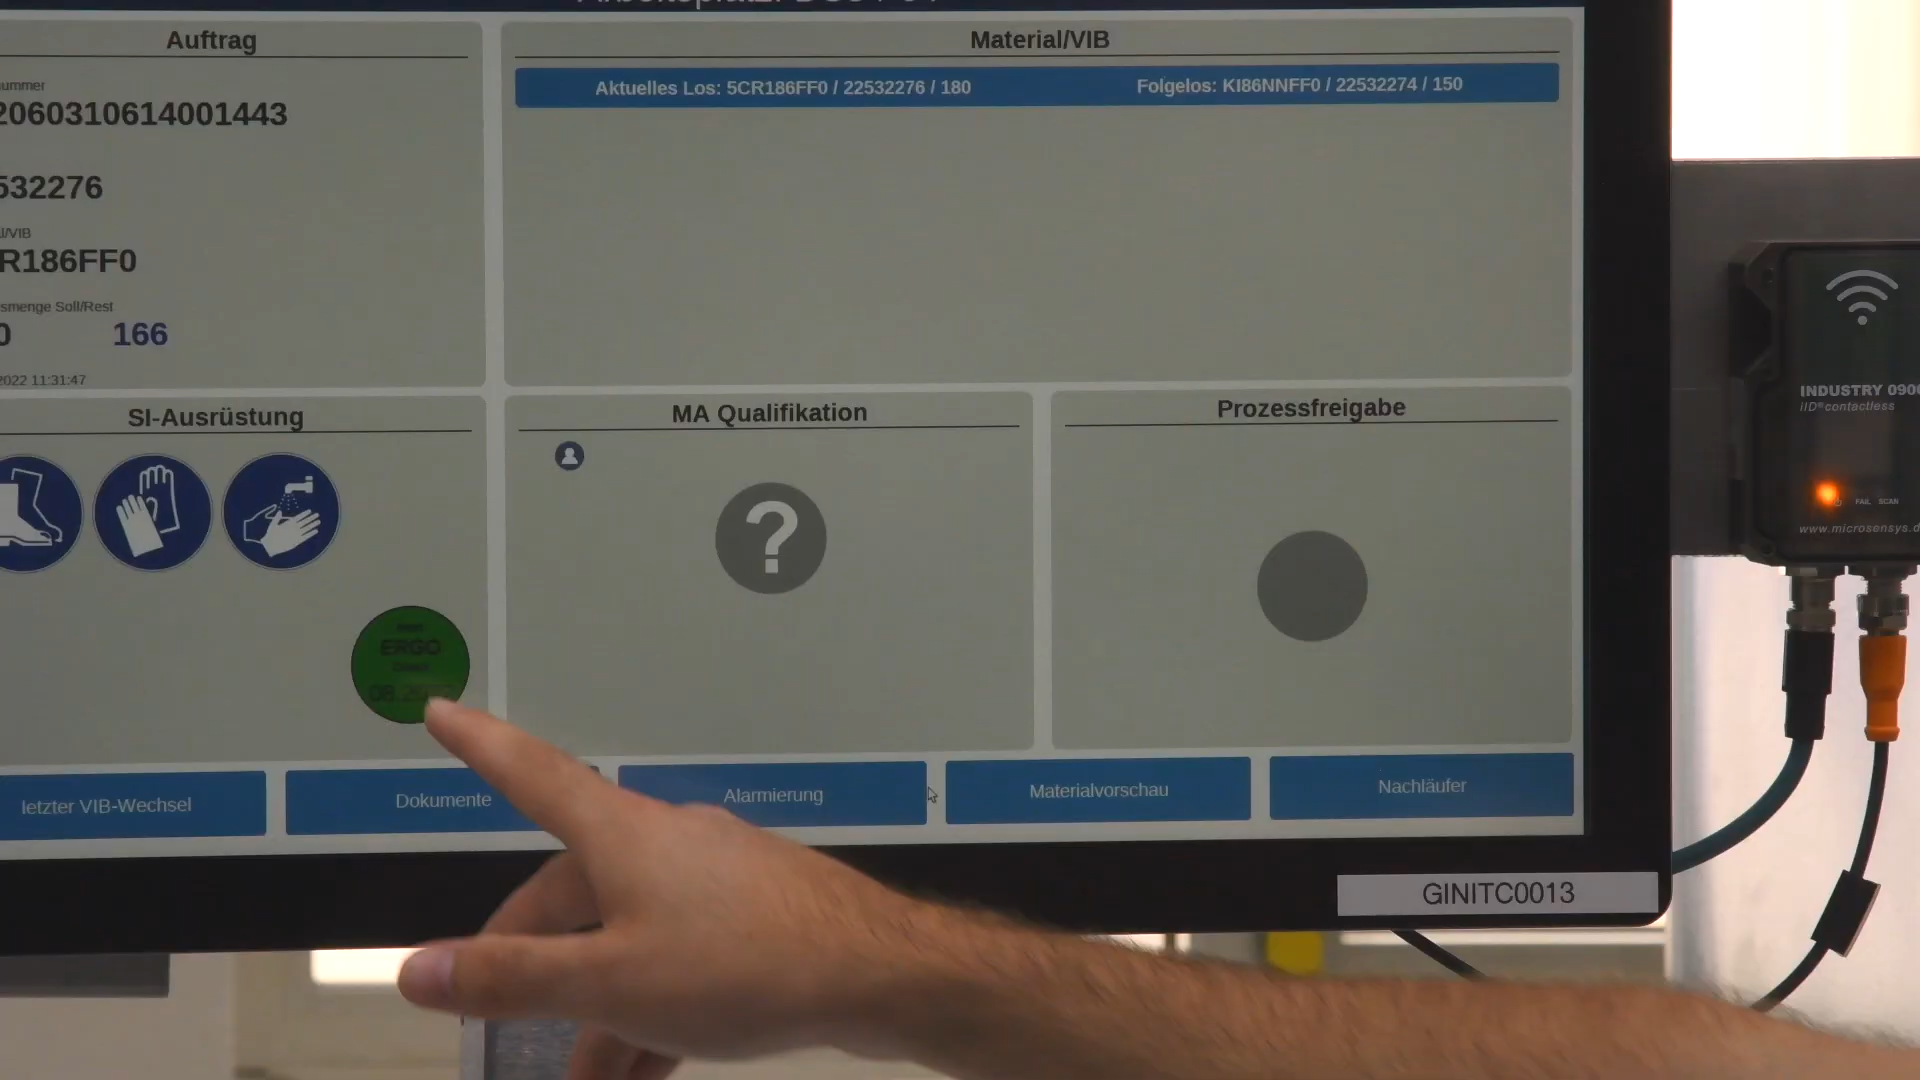 Auftrag
ummer
2060310614001443
532276
l/VIB
R186FF0
smenge Soll/Rest
0 166
2022 11:31:47
Material/VIB
Aktuelles Los: 5CR186FF0 / 22532276 / 180
Folgelos: KI86NNFF0 / 22532274 / 150
SI-Ausrüstung
ERGO
MA Qualifikation
?
Prozessfreigabe
letzter VIB-Wechsel
Dokumente
Alarmierung
Materialvorschau
Nachläufer
GINITC0013
INDUSTRY 090
iID®contactless
FAIL SCAN
www.microsensys.d